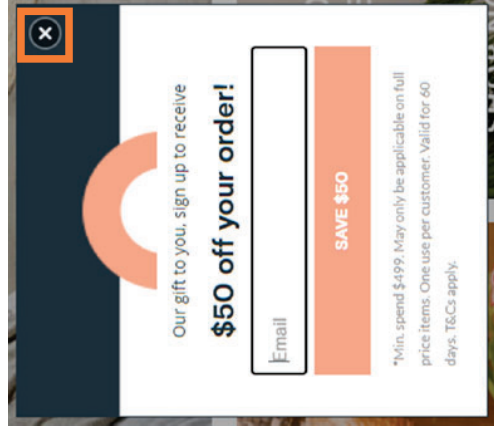 Our gift to you, sign up to receive
$50 off your order!
Email
SAVE $50
*Min. spend $499. May only be applicable on full
price items. One use per customer. Valid for 60
days. T&Cs apply.